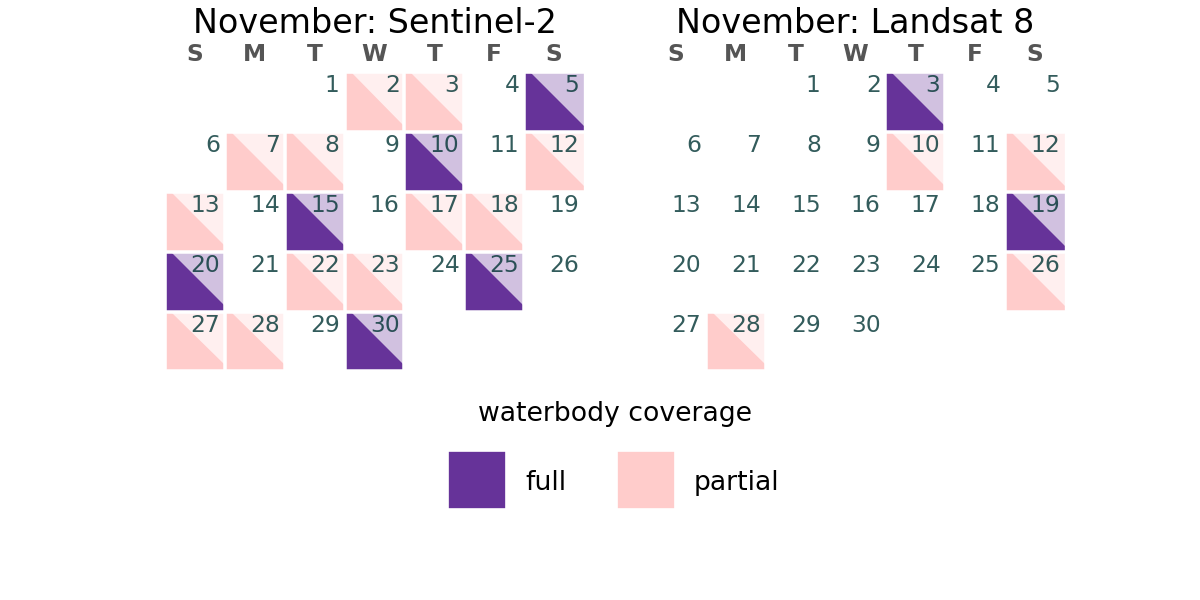 November: Sentinel-2
S M T W T F S
1 2 3 4 5
6 7 8 9 10 11 12
13 14 15 16 17 18 19
20 21 22 23 24 25 26
27 28 29 30
November: Landsat 8
S M T W T F S
1 2 3 4 5
6 7 8 9 10 11 12
13 14 15 16 17 18 19
20 21 22 23 24 25 26
27 28 29 30
waterbody coverage
full
partial